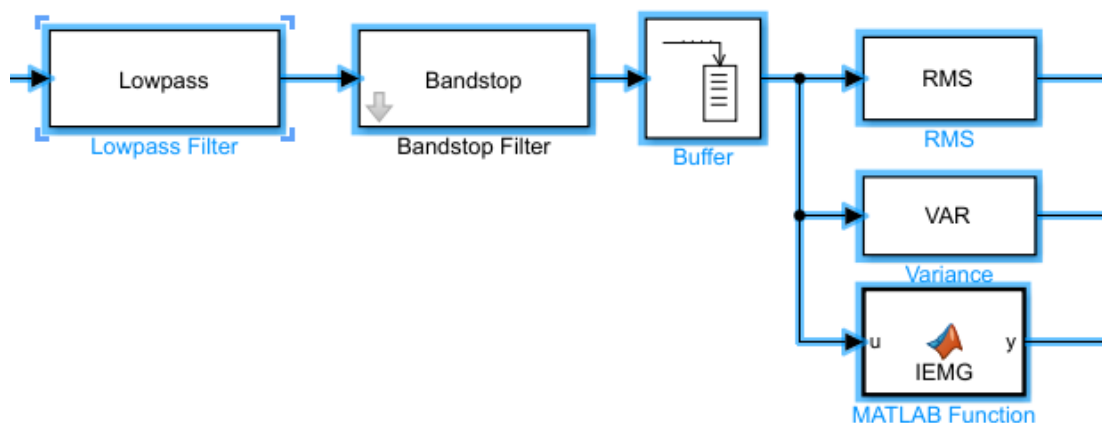 Lowpass
Lowpass Filter
Bandstop
Bandstop Filter
Buffer
RMS
RMS
VAR
Variance
u
y
IEMG
MATLAB Function